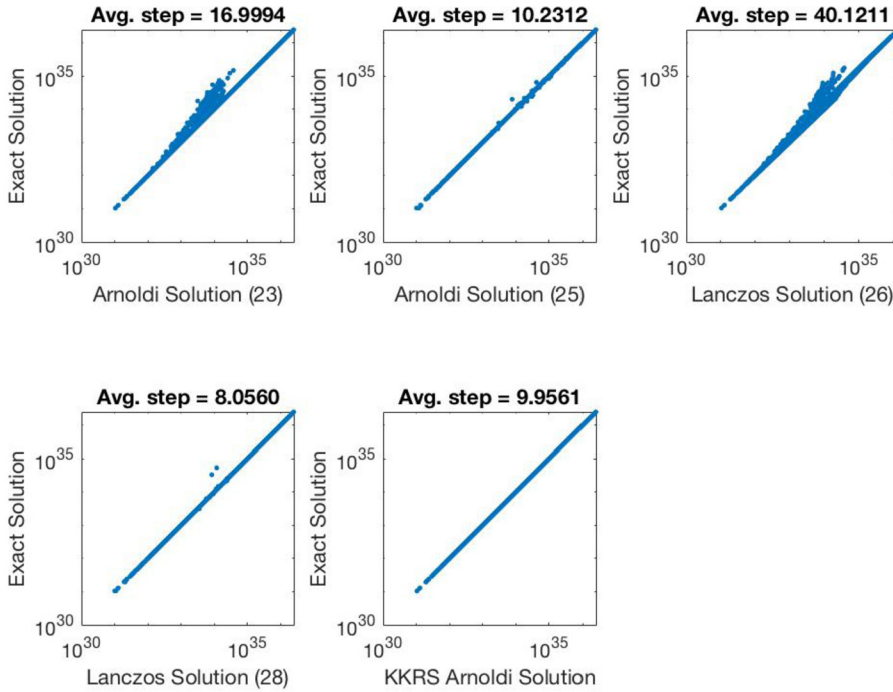 Avg. step = 16.9994
Avg. step = 10.2312
Avg. step = 40.1211
Exact Solution
10^35
10^30
10^30
10^35
Arnoldi Solution (23)
Exact Solution
10^35
10^30
10^30
10^35
Arnoldi Solution (25)
Exact Solution
10^35
10^30
10^30
10^35
Lanczos Solution (26)
Avg. step = 8.0560
Avg. step = 9.9561
Exact Solution
10^35
10^30
10^30
10^35
Lanczos Solution (28)
Exact Solution
10^35
10^30
10^30
10^35
KKRS Arnoldi Solution